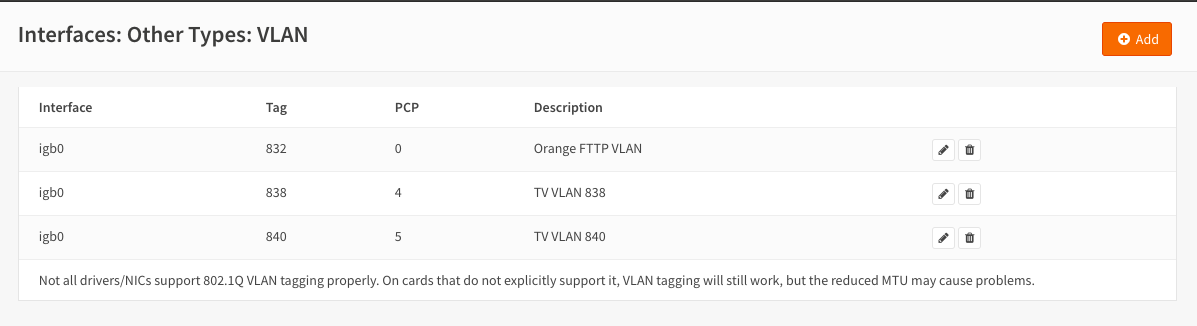 Interfaces: Other Types: VLAN
Add
Interface Tag PCP Description
igb0 832 0 Orange FTTP VLAN
igb0 838 4 TV VLAN 838
igb0 840 5 TV VLAN 840
Not all drivers/NICs support 802.1Q VLAN tagging properly. On cards that do not explicitly support it, VLAN tagging will still work, but the reduced MTU may cause problems.